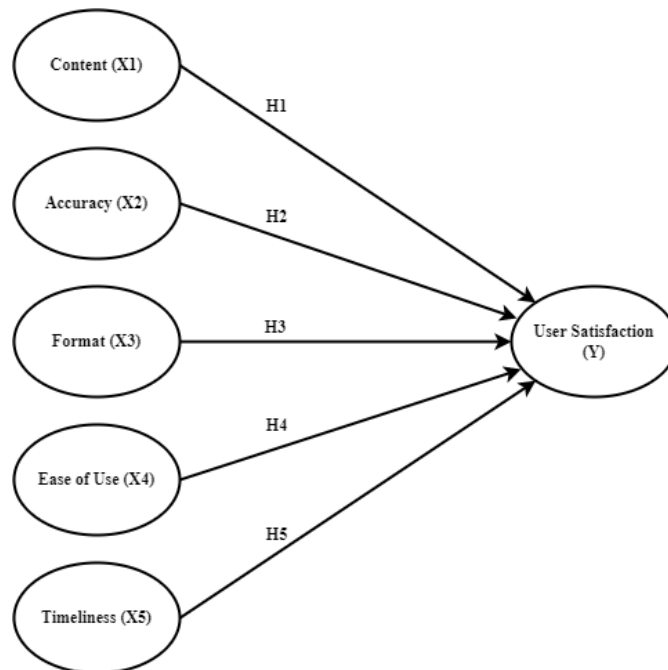 Content (X1)
H1
Accuracy (X2)
H2
Format (X3)
H3
User Satisfaction
(Y)
Ease of Use (X4)
H4
Timeliness (X5)
H5